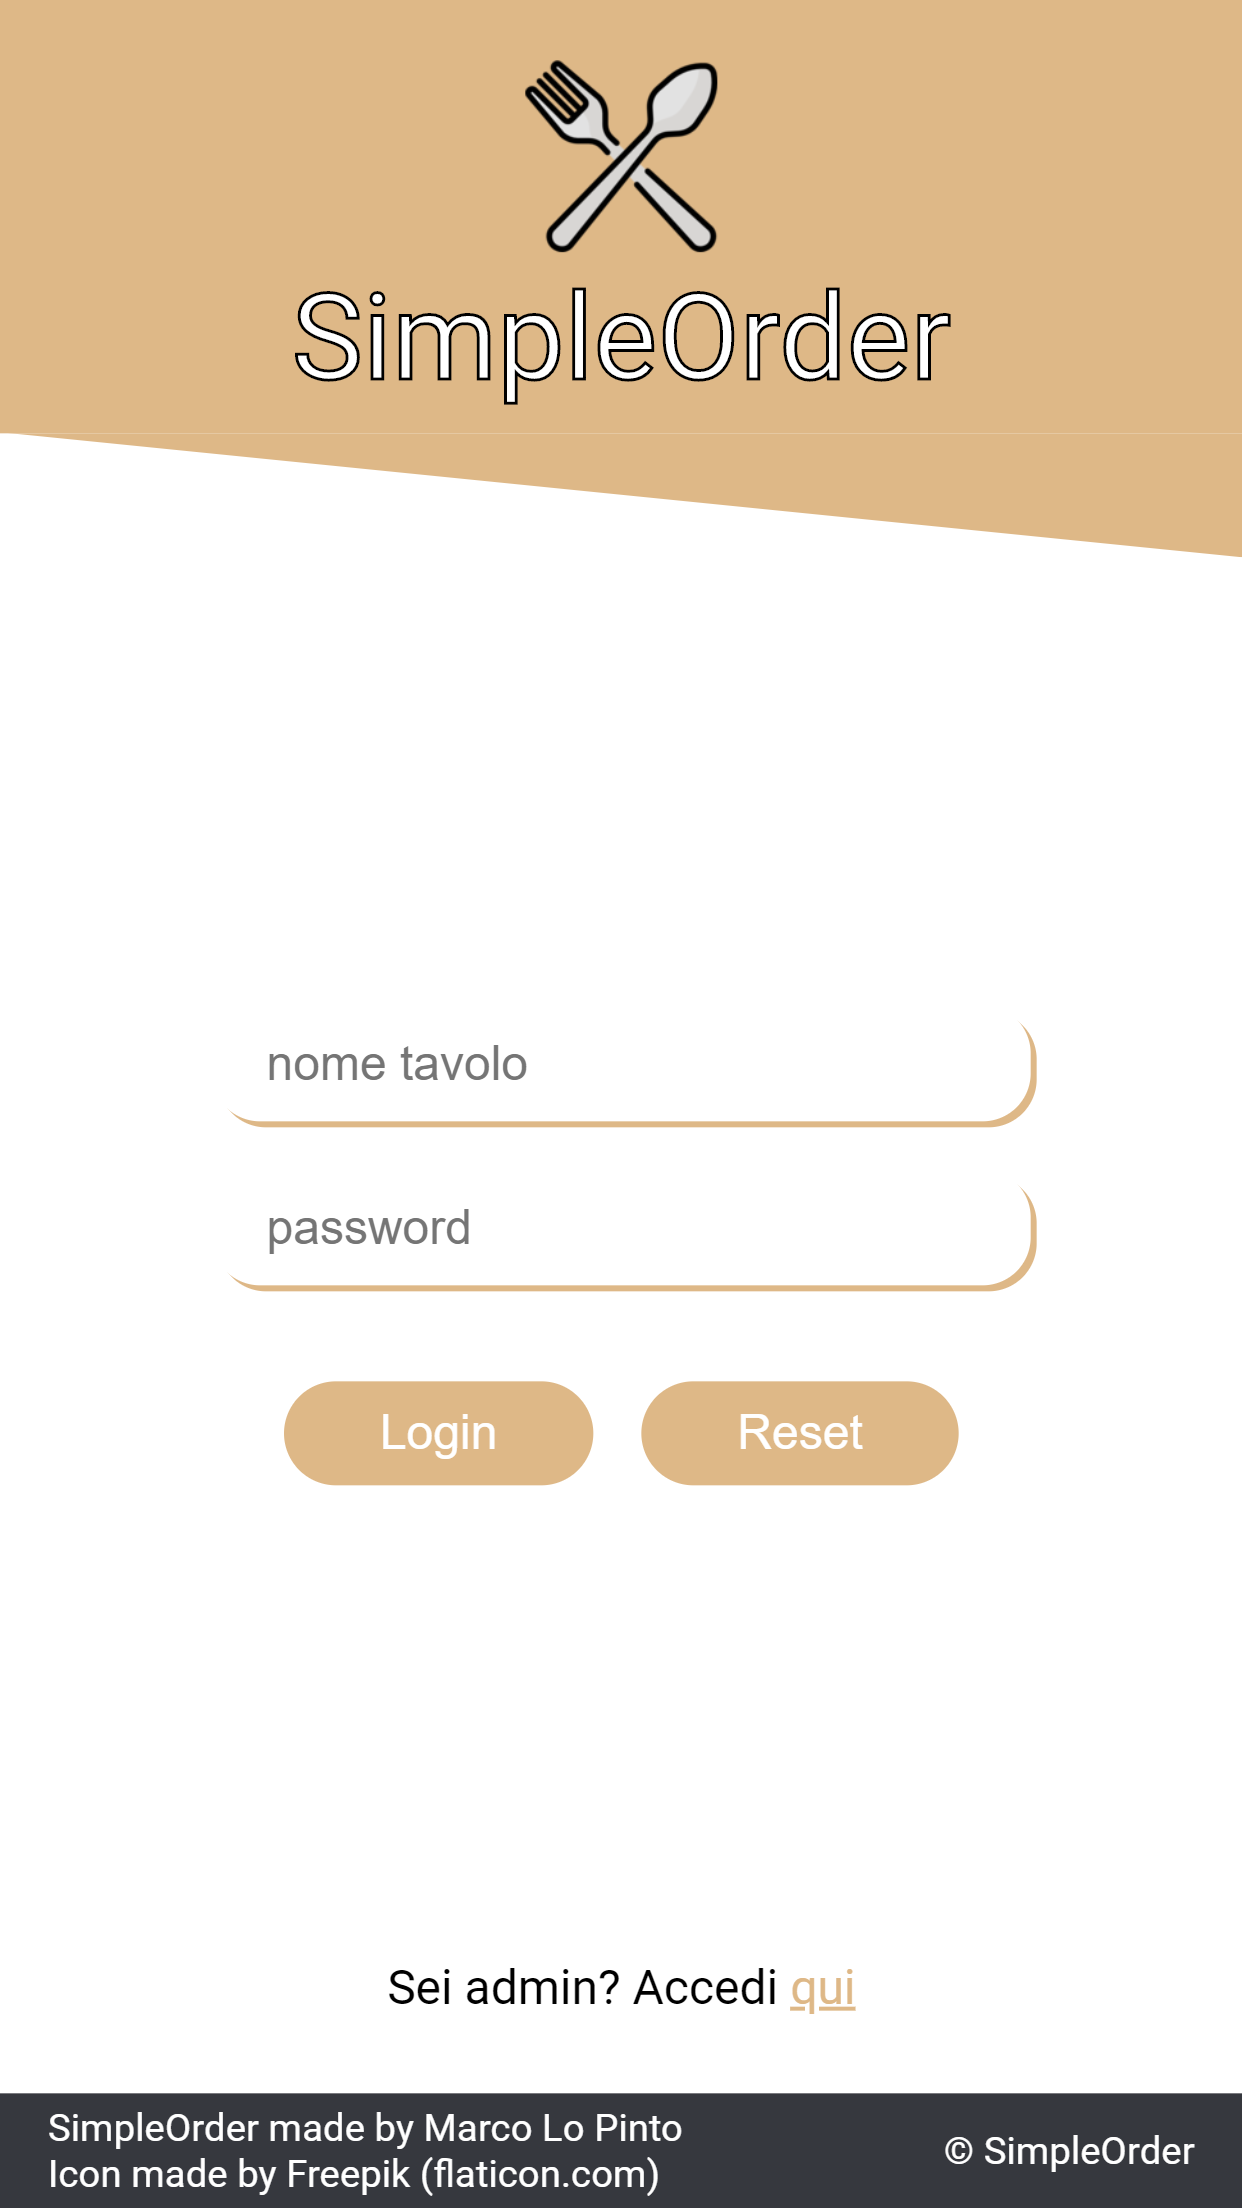 SimpleOrder
nome tavolo
password
Login
Reset
Sei admin? Accedi qui
SimpleOrder made by Marco Lo Pinto
Icon made by Freepik (flaticon.com)
© SimpleOrder